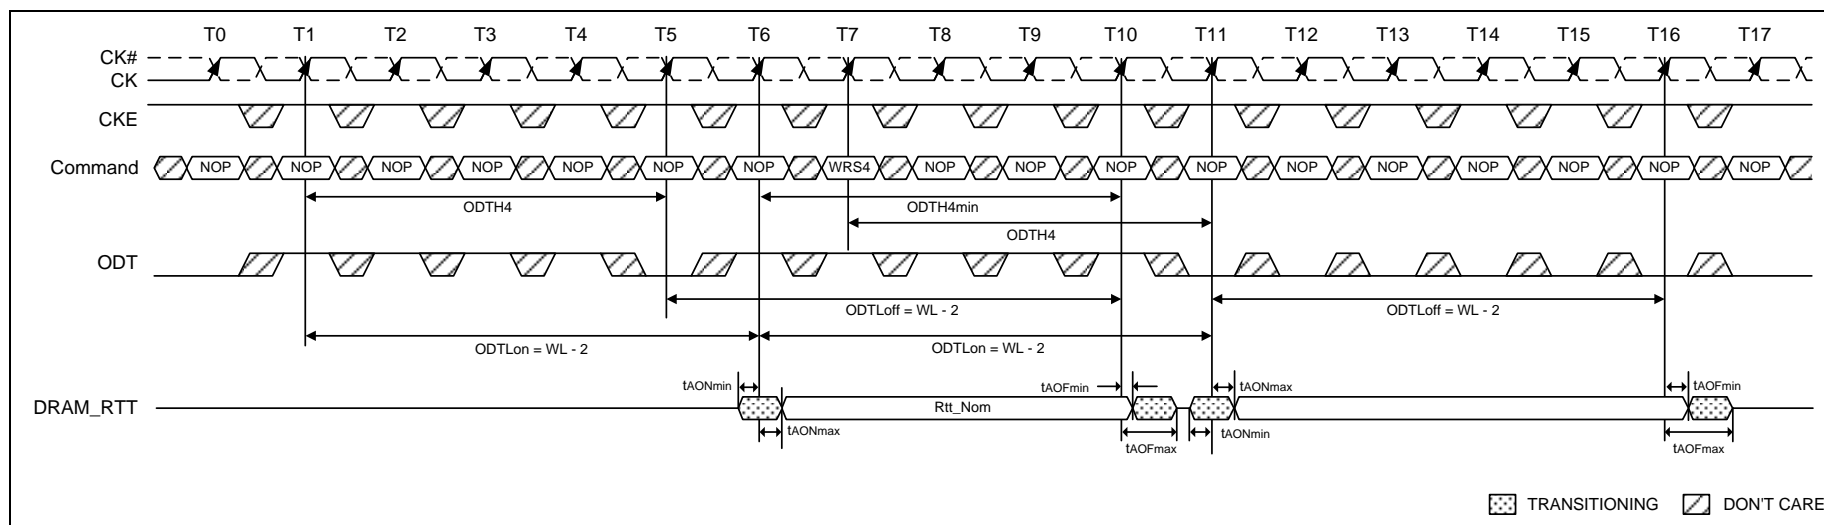 T0 T1 T2 T3 T4 T5 T6 T7 T8 T9 T10 T11 T12 T13 T14 T15 T16 T17
CK#
CK
CKE
Command NOP NOP NOP NOP NOP NOP NOP WRS4 NOP NOP NOP NOP NOP NOP NOP NOP NOP NOP
ODTH4 ODTH4min
ODTH4
ODT
ODTLoff = WL - 2 ODTLoff = WL - 2
ODTLon = WL - 2 ODTLon = WL - 2
tAONmin tAOFmin tAONmax tAOFmin
DRAM_RTT Rtt_Nom
tAONmax tAOFmax tAONmin tAOFmax
TRANSITIONING DON'T CARE